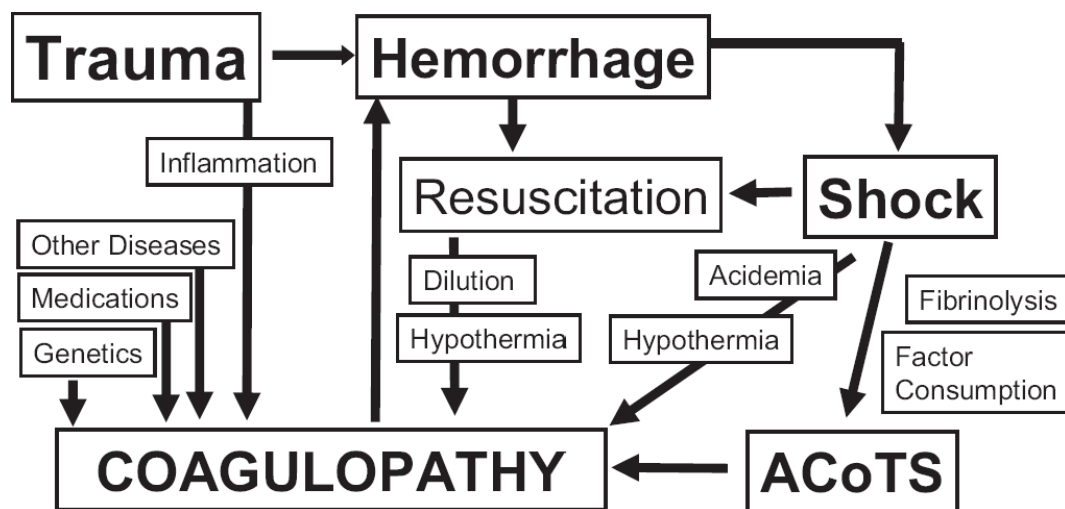 Trauma
Hemorrhage
Inflammation
Resuscitation
Shock
Other Diseases
Medications
Genetics
Dilution
Hypothermia
Acidemia
Hypothermia
Fibrinolysis
Factor
Consumption
COAGULOPATHY
ACoTS